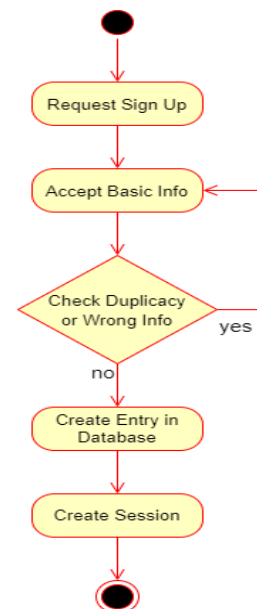 Request Sign Up
Accept Basic Info
Check Duplicacy
or Wrong Info
yes
no
Create Entry in
Database
Create Session